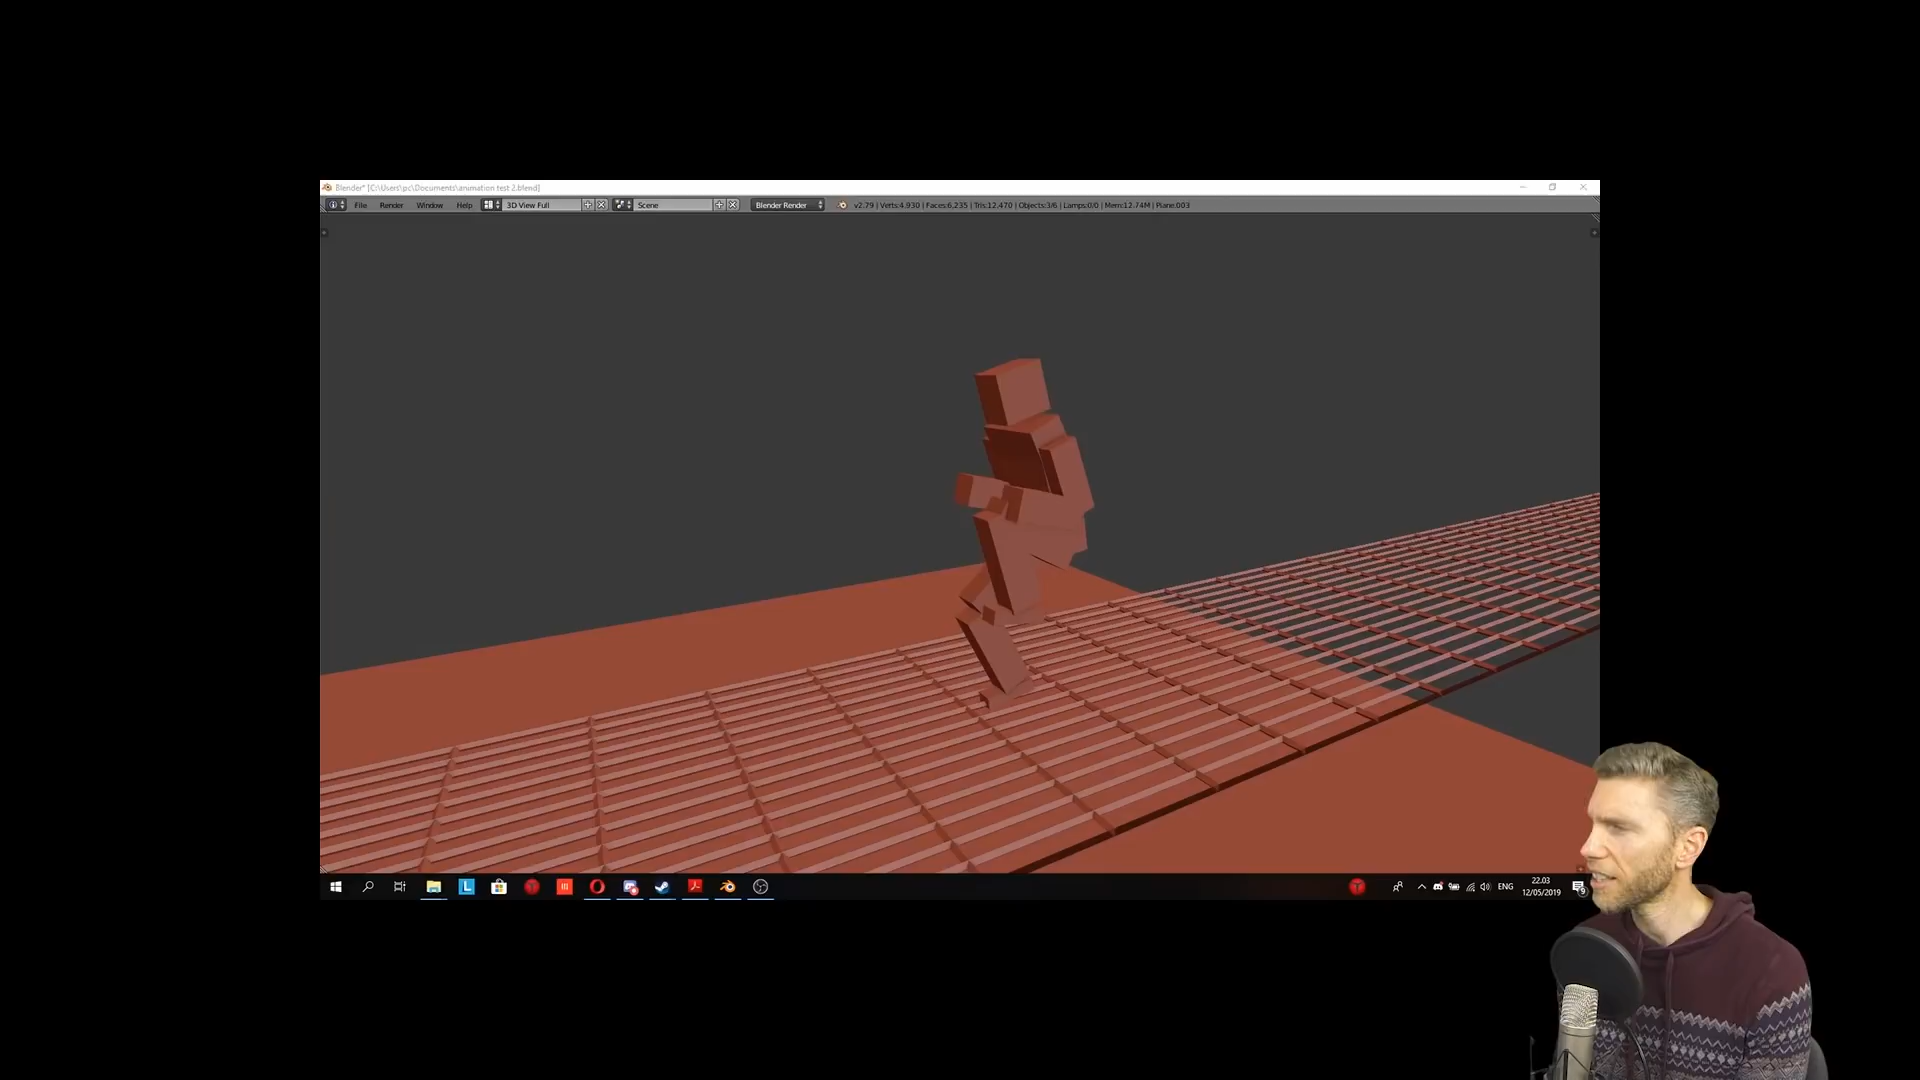 Blender* [C:\Users\pc\Documents\animation test 2.blend]
File Render Window Help 3D View Full Scene Blender Render v2.79 | Verts:4,930 | Faces:6,235 | Tris:12,470 | Objects:3/6 | Lamps:0/0 | Mem:12.74M | Plane.003
L
ENG
22.03
12/05/2019
9